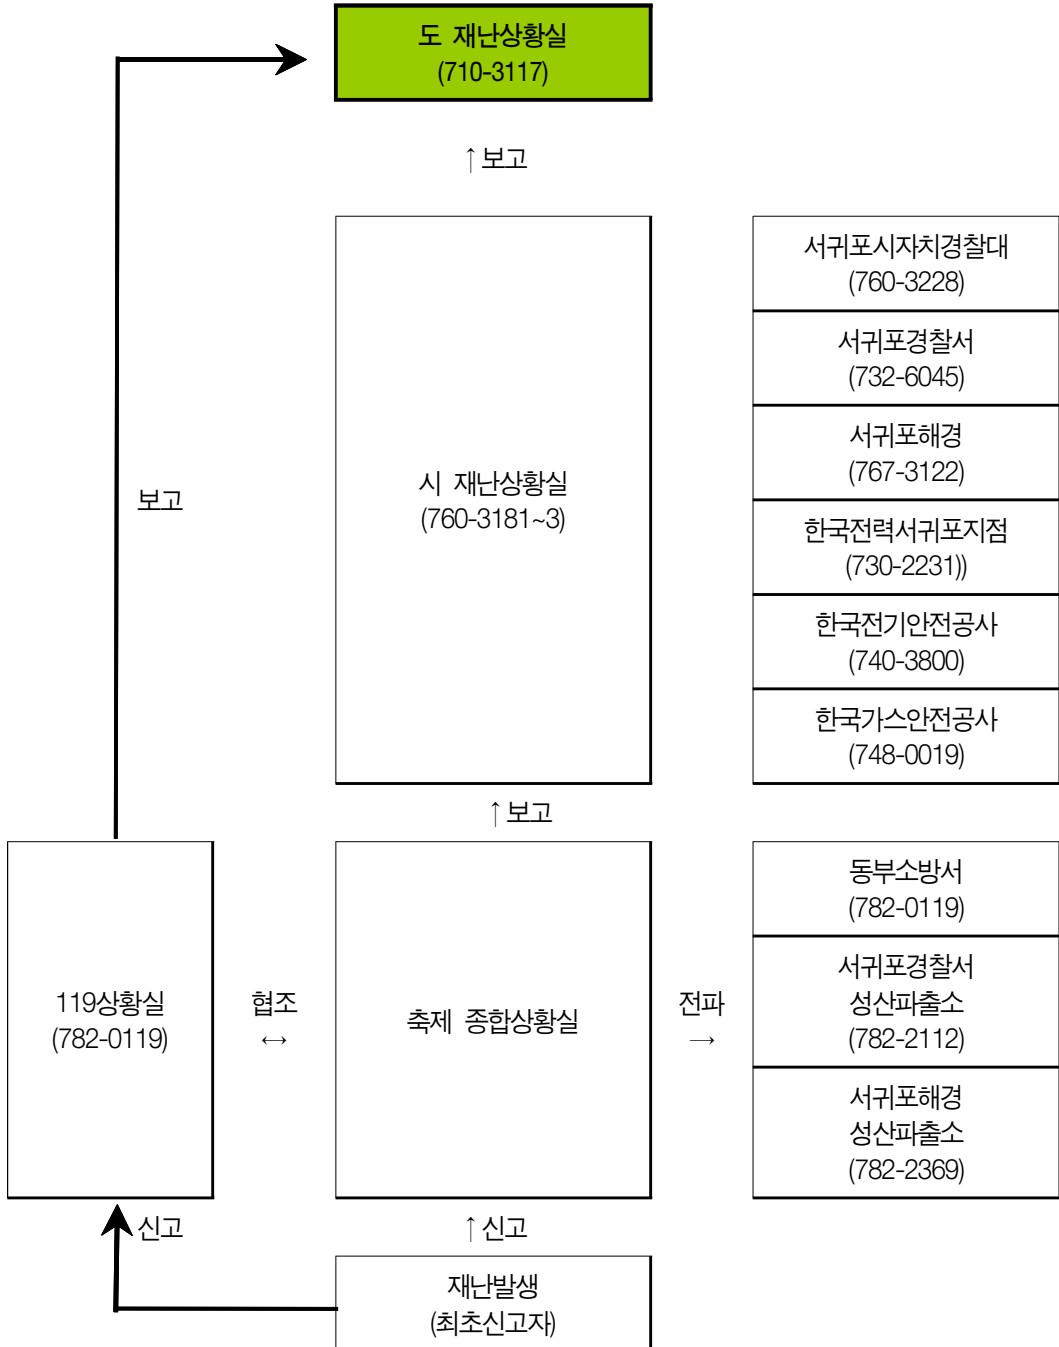 도 재난상황실
(710-3117)
↑보고
보고
시 재난상황실
(760-3181~3)
서귀포시자치경찰대
(760-3228)
서귀포경찰서
(732-6045)
서귀포해경
(767-3122)
한국전력서귀포지점
(730-2231))
한국전기안전공사
(740-3800)
한국가스안전공사
(748-0019)
↑보고
119상황실
(782-0119)
협조
↔
축제 종합상황실
전파
→
동부소방서
(782-0119)
서귀포경찰서
성산파출소
(782-2112)
서귀포해경
성산파출소
(782-2369)
신고
↑신고
재난발생
(최초신고자)